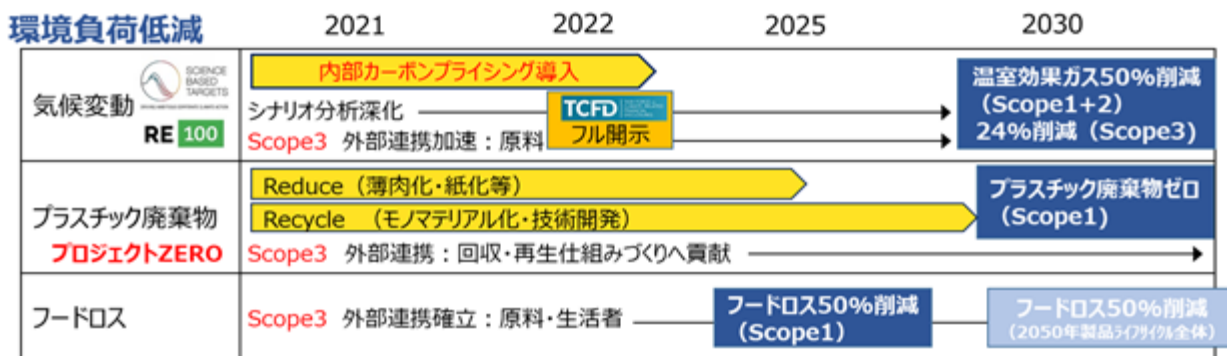 環境負荷低減
2021 2022 2025 2030
気候変動
SCIENCE
BASED
TARGETS
RE 100
内部カーボンプライシング導入
シナリオ分析深化
TCFD
フル開示
Scope3 外部連携加速:原料
温室効果ガス50%削減
(Scope1+2)
24%削減(Scope3)
プラスチック廃棄物
プロジェクトZERO
Reduce(薄肉化・紙化等)
Recycle (モノマテリアル化・技術開発)
Scope3 外部連携:回収・再生仕組みづくりへ貢献
プラスチック廃棄物ゼロ
(Scope1)
フードロス
Scope3 外部連携確立:原料・生活者
フードロス50%削減
(Scope1)
フードロス50%削減
(2050年製品ライフサイクル全体)